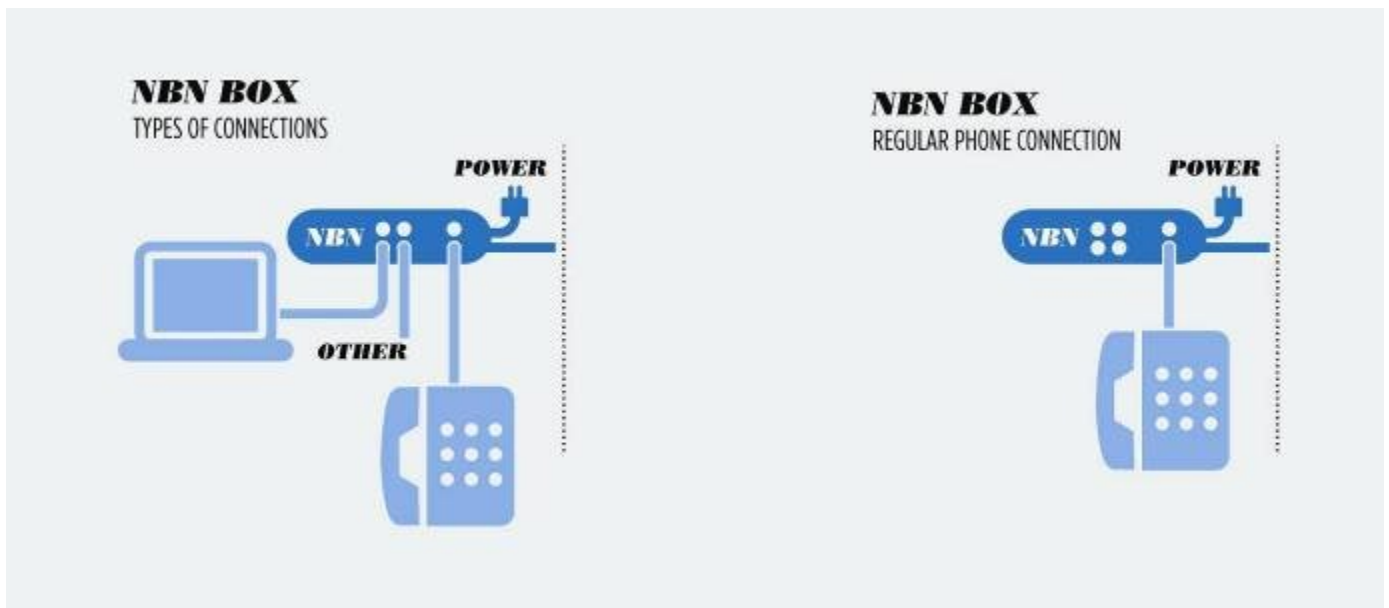 NBN BOX
TYPES OF CONNECTIONS
POWER
NBN
OTHER
NBN BOX
REGULAR PHONE CONNECTION
POWER
NBN